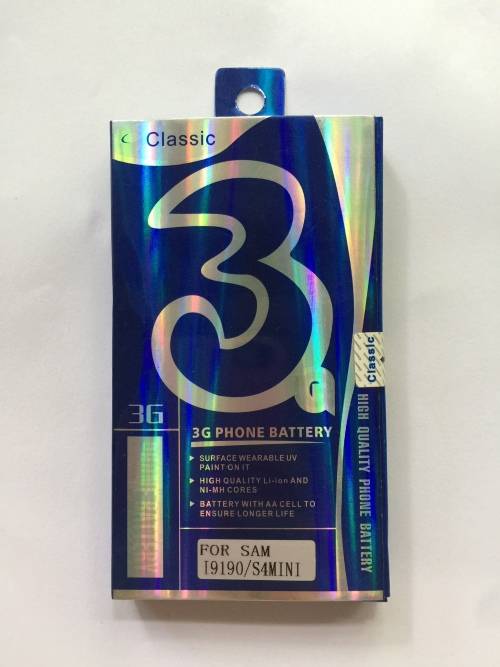 Classic
3
3G
3G PHONE BATTERY
SURFACE WEARABLE UV
PAINT ON IT
HIGH QUALITY Li-ion AND
NI-MH CORES
BATTERY WITH AA CELL TO
ENSURE LONGER LIFE
FOR SAM
I9190/S4MINI
Classic
HIGH QUALITY PHONE BATTERY